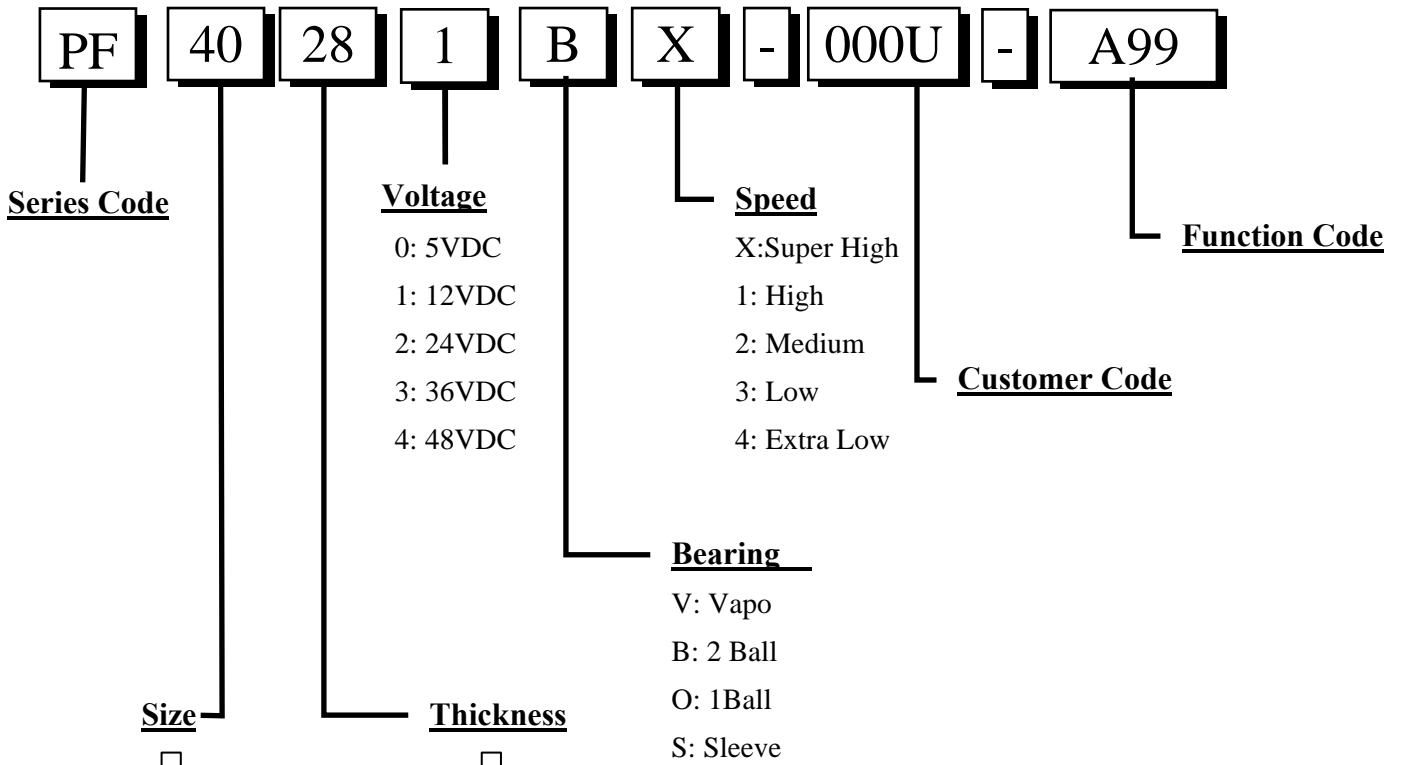 PF 40 28 1 B X - 000U - A99
Series Code
Voltage
0: 5VDC
1: 12VDC
2: 24VDC
3: 36VDC
4: 48VDC
Speed
X:Super High
1: High
2: Medium
3: Low
4: Extra Low
Function Code
Customer Code
Bearing
V: Vapo
B: 2 Ball
O: 1Ball
S: Sleeve
Size
Thickness